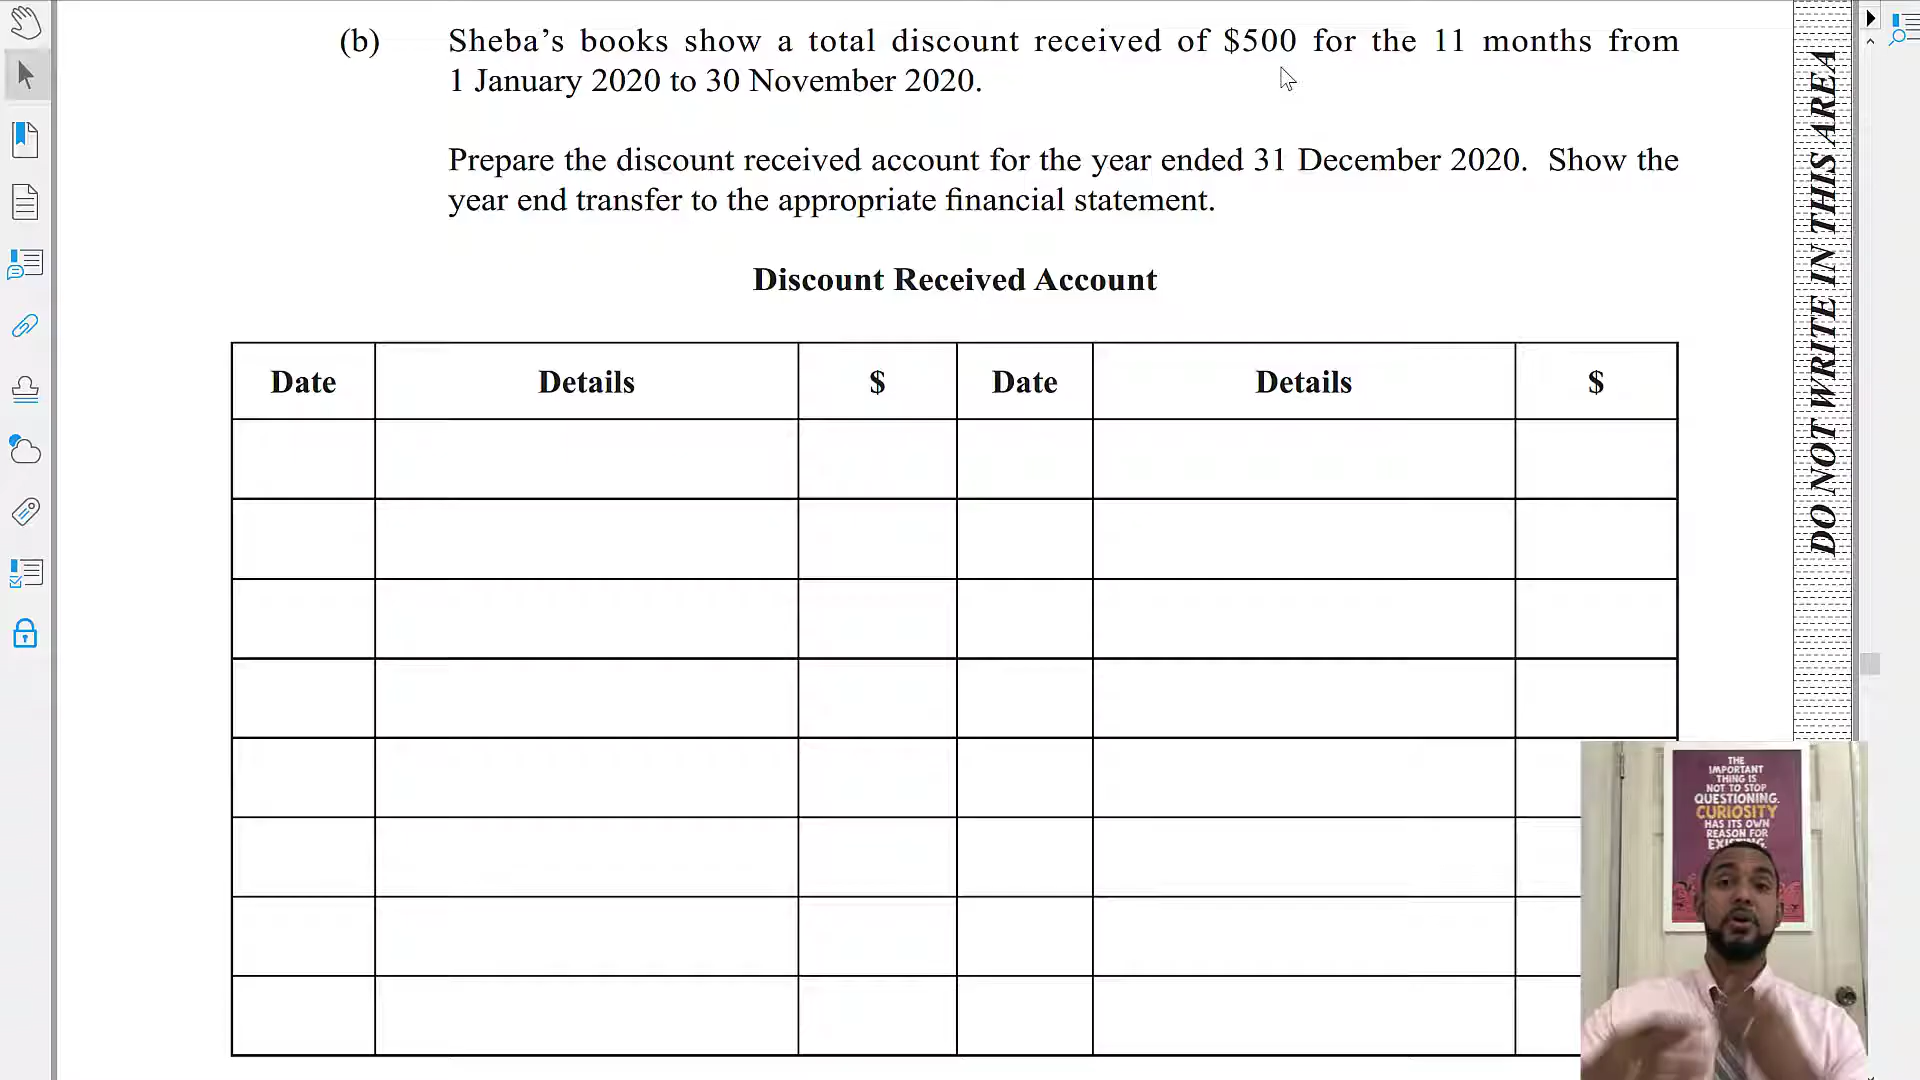 (b) Sheba’s books show a total discount received of $500 for the 11 months from
1 January 2020 to 30 November 2020.
Prepare the discount received account for the year ended 31 December 2020. Show the
year end transfer to the appropriate financial statement.
Discount Received Account
Date Details $ Date Details $
DO NOT WRITE IN THIS AREA
THE
IMPORTANT
THING IS
NOT TO STOP
QUESTIONING.
CURIOSITY
HAS ITS OWN
REASON FOR
EXISTING.